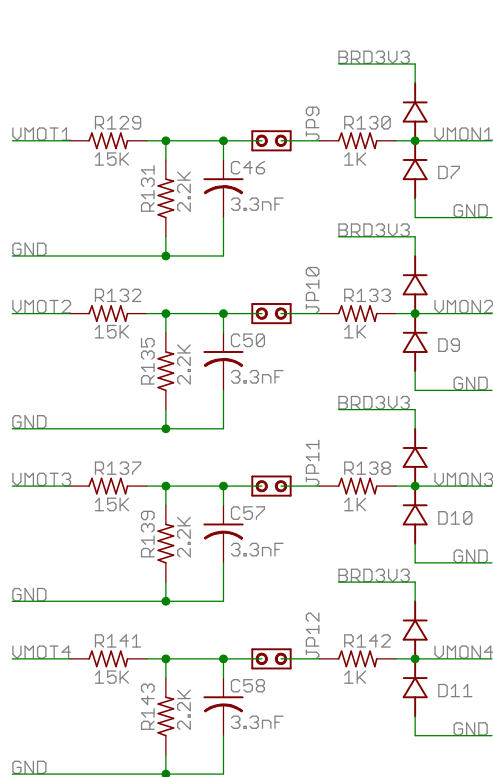 BRD3V3
VMOT1 R129 15K JP9 R130 1K VMON1
R131 2.2K C46 3.3nF D7
GND GND
BRD3V3
VMOT2 R132 15K JP10 R133 1K VMON2
R135 2.2K C50 3.3nF D9
GND GND
BRD3V3
VMOT3 R137 15K JP11 R138 1K VMON3
R139 2.2K C57 3.3nF D10
GND GND
BRD3V3
VMOT4 R141 15K JP12 R142 1K VMON4
R143 2.2K C58 3.3nF D11
GND GND